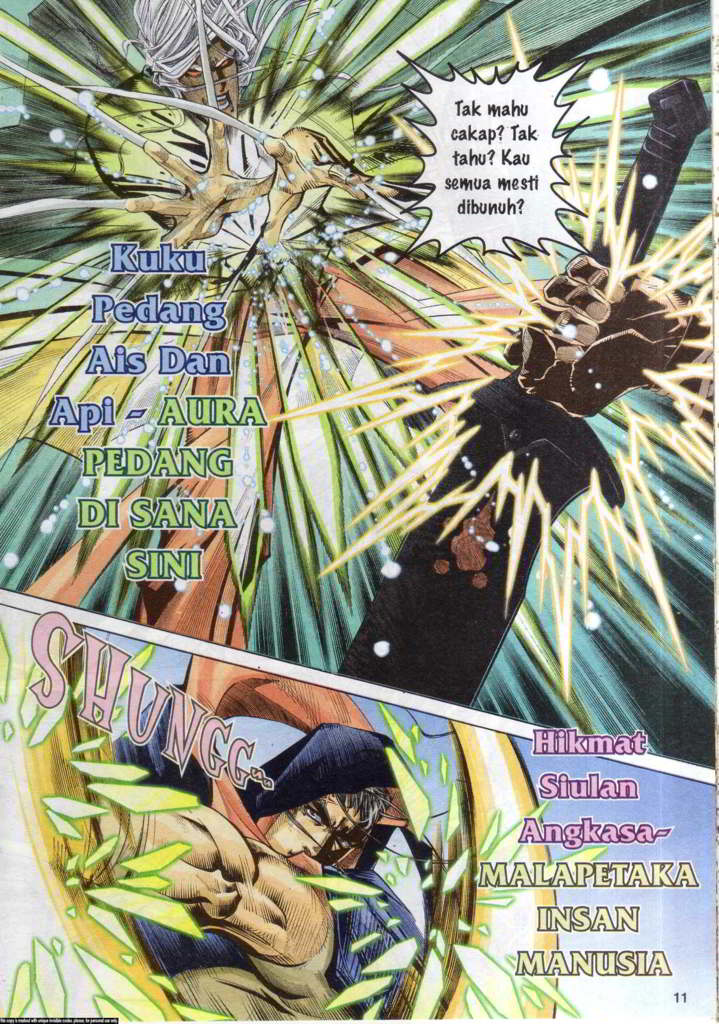 Tak mahu
cakap? Tak
tahu? Kau
semua mesti
dibunuh?
Kuku
Pedang
Ais Dan
Api - AURA
PEDANG
DI SANA
SINI
SHUNGG...
Hikmat
Siulan
Angkasa-
MALAPETAKA
INSAN
MANUSIA
11